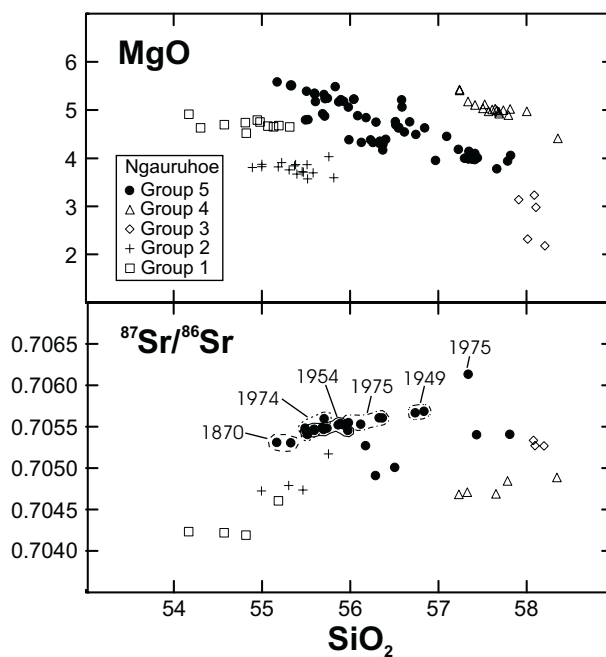 MgO
6
5
4
3
2
Ngauruhoe
Group 5
Group 4
Group 3
Group 2
Group 1
⁸⁷Sr/⁸⁶Sr
0.7065
0.7060
0.7055
0.7050
0.7045
0.7040
1870
1974
1954
1975
1949
1975
54 55 56 57 58
SiO₂